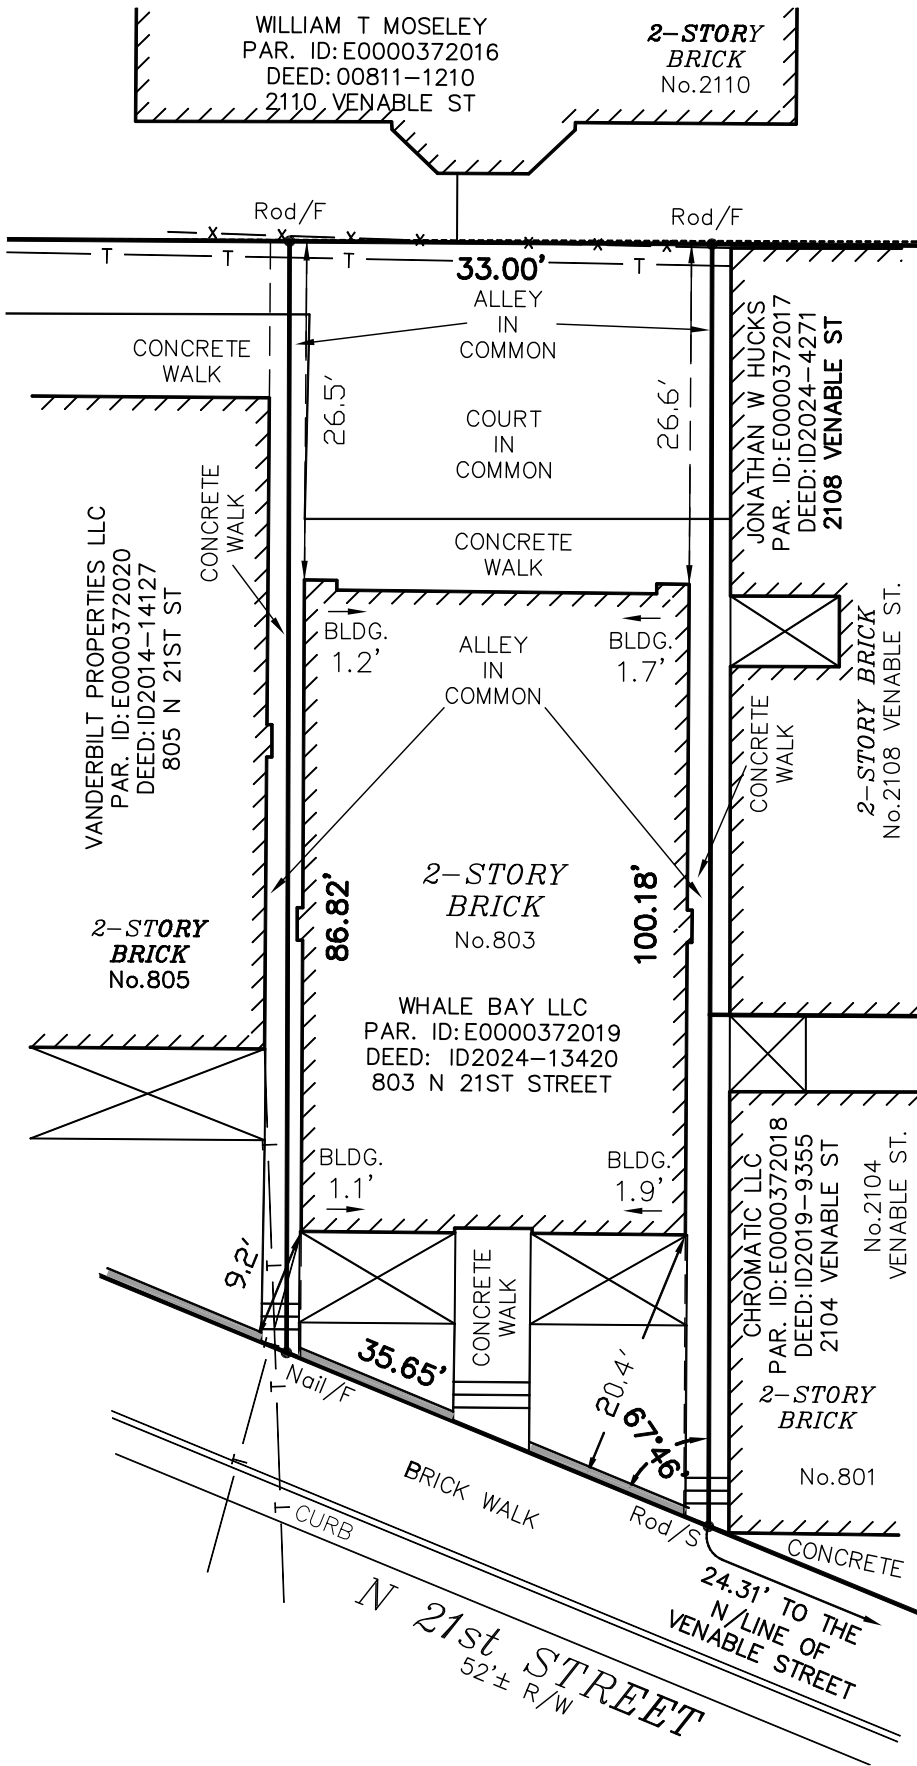 WILLIAM T MOSELEY
PAR. ID: E0000372016
DEED: 00811-1210
2110 VENABLE ST
2-STORY
BRICK
No.2110
Rod/F
Rod/F
X X X X X X X
T T T T
33.00'
ALLEY
IN
COMMON
CONCRETE
WALK
26.5'
26.6'
COURT
IN
COMMON
JONATHAN W HUCKS
PAR. ID: E0000372017
DEED: ID2024-4271
2108 VENABLE ST
CONCRETE
WALK
CONCRETE
WALK
VANDERBILT PROPERTIES LLC
PAR. ID: E0000372020
DEED: ID2014-14127
805 N 21ST ST
BLDG.
1.2'
ALLEY
IN
COMMON
BLDG.
1.7'
2-STORY BRICK
No.2108 VENABLE ST.
CONCRETE
WALK
2-STORY
BRICK
No.803
86.82'
100.18'
2-STORY
BRICK
No.805
WHALE BAY LLC
PAR. ID: E0000372019
DEED: ID2024-13420
803 N 21ST STREET
BLDG.
1.1'
BLDG.
1.9'
CHROMATIC LLC
PAR. ID: E0000372018
DEED: ID2019-9355
2104 VENABLE ST
No.2104
VENABLE ST.
T
T
9.2'
CONCRETE
WALK
35.65'
20.4'
67°46'
Nail/F
T
T
T
2-STORY
BRICK
No.801
BRICK WALK
CURB
Rod/S
CONCRETE
24.31' TO THE
N/LINE OF
VENABLE STREET
N 21st STREET
52'± R/W